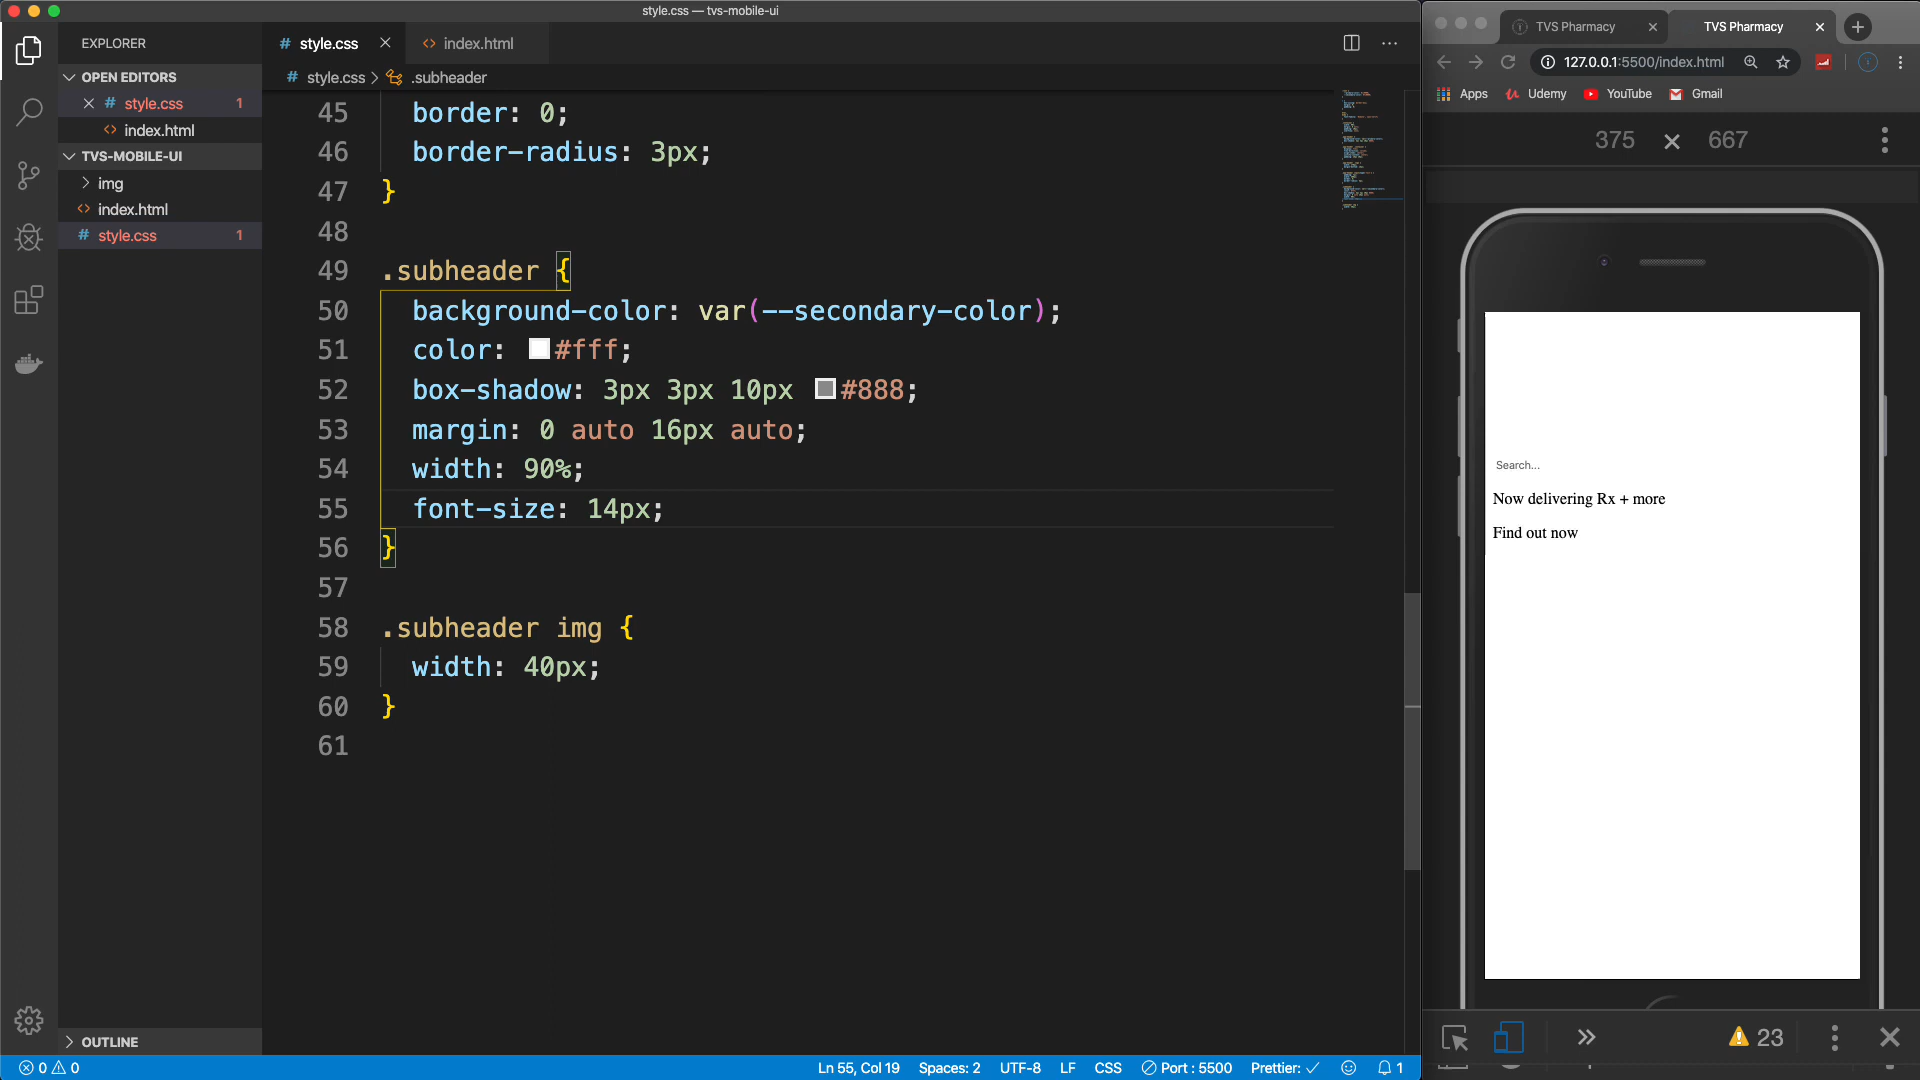 style.css — tvs-mobile-ui
EXPLORER
OPEN EDITORS
style.css 1
index.html
TVS-MOBILE-UI
img
index.html
style.css 1
OUTLINE
style.css
index.html
style.css > .subheader
45 border: 0;
46 border-radius: 3px;
47 }
48
49 .subheader {
50 background-color: var(--secondary-color);
51 color: #fff;
52 box-shadow: 3px 3px 10px #888;
53 margin: 0 auto 16px auto;
54 width: 90%;
55 font-size: 14px;
56 }
57
58 .subheader img {
59 width: 40px;
60 }
61
0 0
Ln 55, Col 19 Spaces: 2 UTF-8 LF CSS Port : 5500 Prettier: ✓ 1
TVS Pharmacy
TVS Pharmacy
127.0.0.1:5500/index.html
Apps Udemy YouTube Gmail
375 × 667
Search...
Now delivering Rx + more
Find out now
23